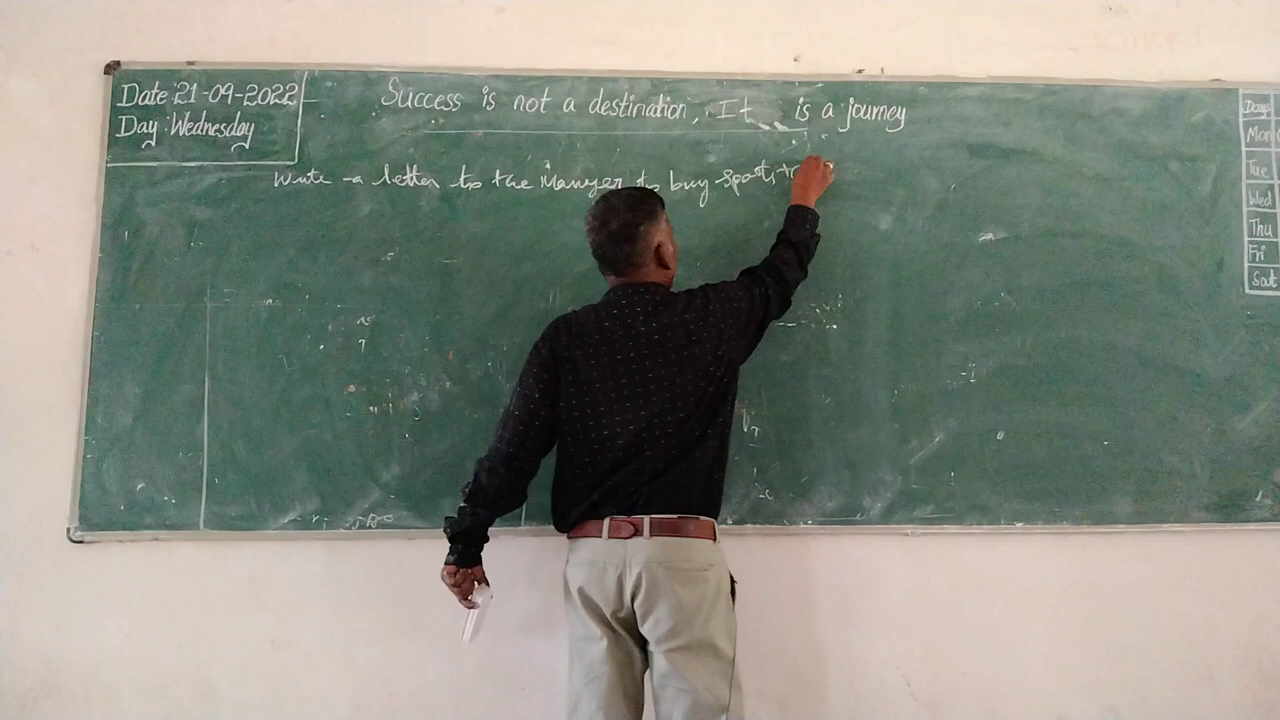 Date 21-09-2022
Day: Wednesday
Success is not a destination, It is a journey
Write a letter to the Manager to buy sports
Days
Mon
Tue
Wed
Thu
Fri
Sat